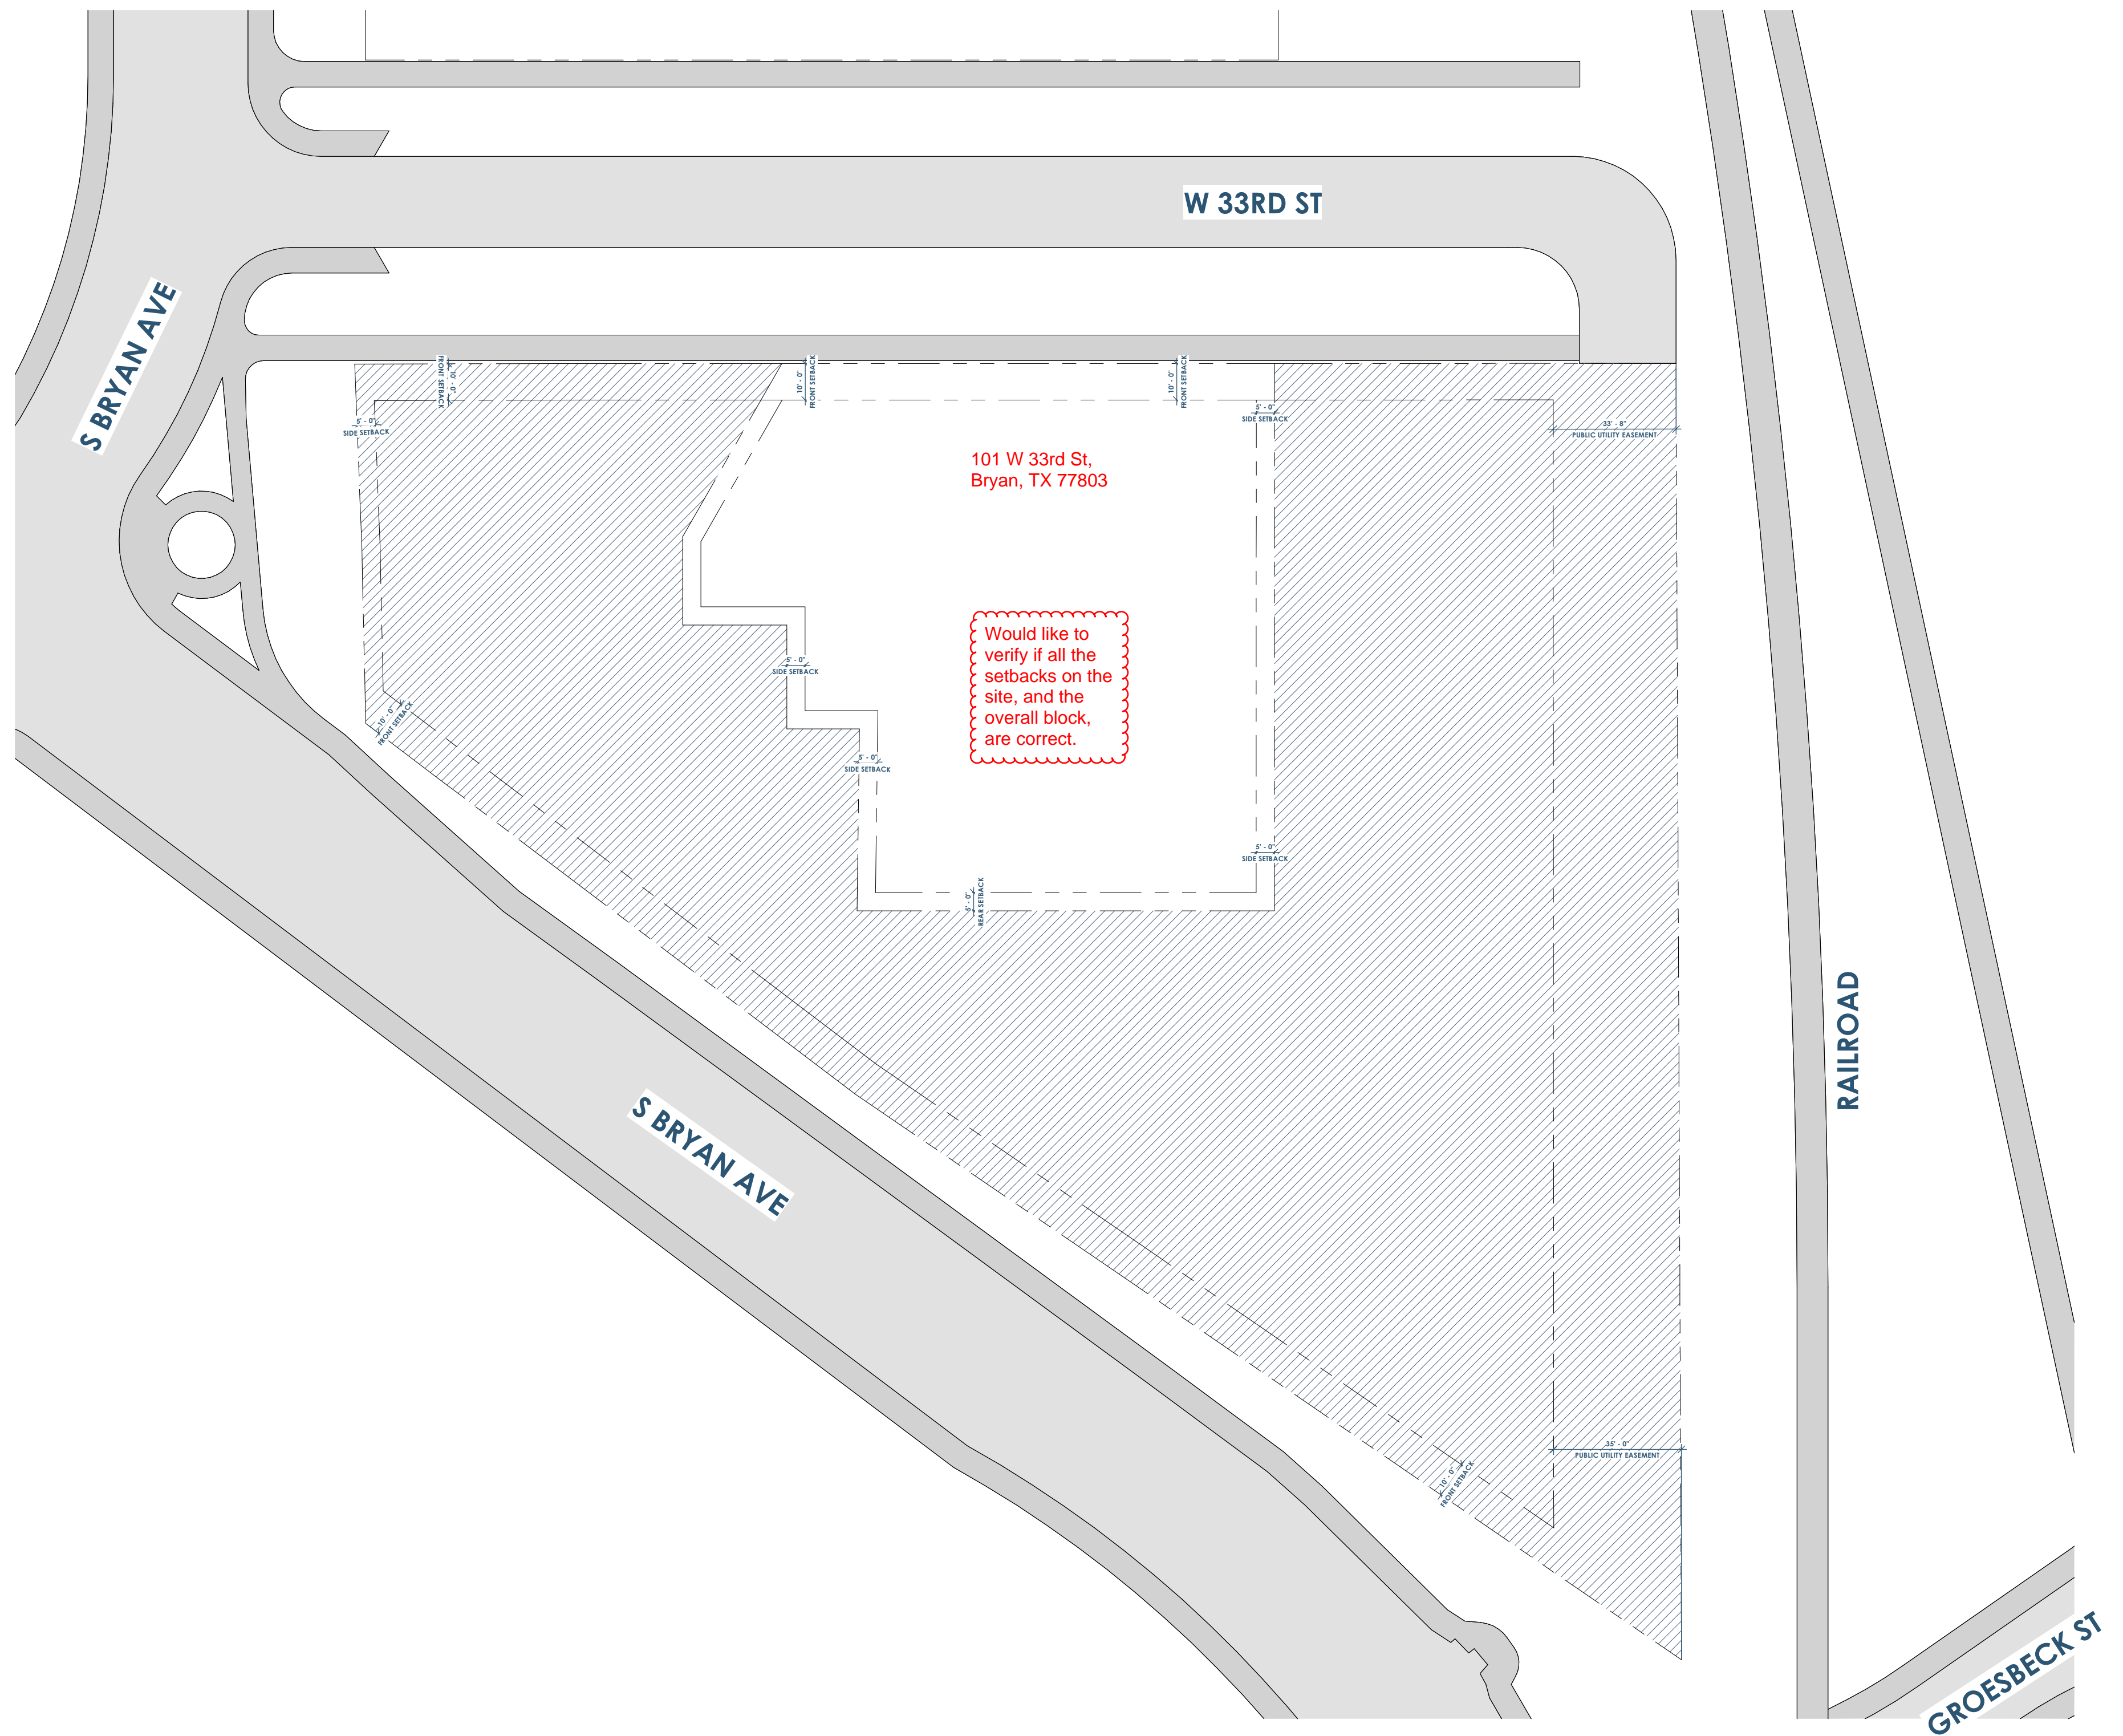 W 33RD ST
S BRYAN AVE
10' - 0"
FRONT SETBACK
10' - 0"
FRONT SETBACK
10' - 0"
FRONT SETBACK
5' - 0"
SIDE SETBACK
5' - 0"
SIDE SETBACK
33' - 8"
PUBLIC UTILITY EASEMENT
101 W 33rd St,
Bryan, TX 77803
Would like to
verify if all the
setbacks on the
site, and the
overall block,
are correct.
5' - 0"
SIDE SETBACK
10' - 0"
FRONT SETBACK
5' - 0"
SIDE SETBACK
5' - 0"
SIDE SETBACK
5' - 0"
REAR SETBACK
RAILROAD
S BRYAN AVE
35' - 0"
PUBLIC UTILITY EASEMENT
10' - 0"
FRONT SETBACK
GROESBECK ST